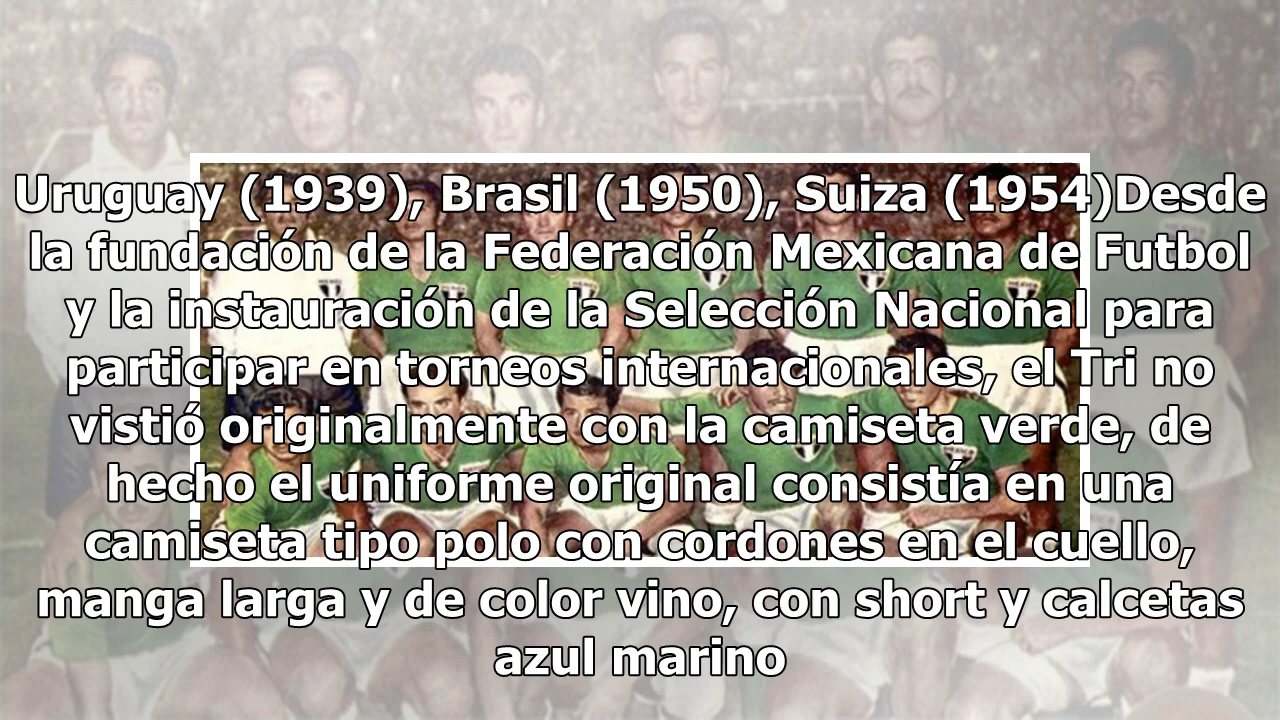 Uruguay (1939), Brasil (1950), Suiza (1954)Desde
la fundación de la Federación Mexicana de Futbol
y la instauración de la Selección Nacional para
participar en torneos internacionales, el Tri no
vistió originalmente con la camiseta verde, de
hecho el uniforme original consistía en una
camiseta tipo polo con cordones en el cuello,
manga larga y de color vino, con short y calcetas
azul marino